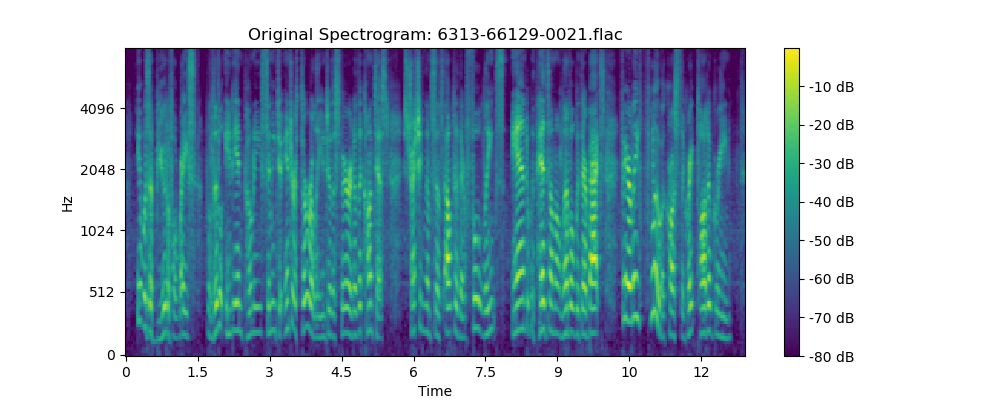 Original Spectrogram: 6313-66129-0021.flac
Hz
4096
2048
1024
512
0
0 1.5 3 4.5 6 7.5 9 10 12
Time
-10 dB
-20 dB
-30 dB
-40 dB
-50 dB
-60 dB
-70 dB
-80 dB